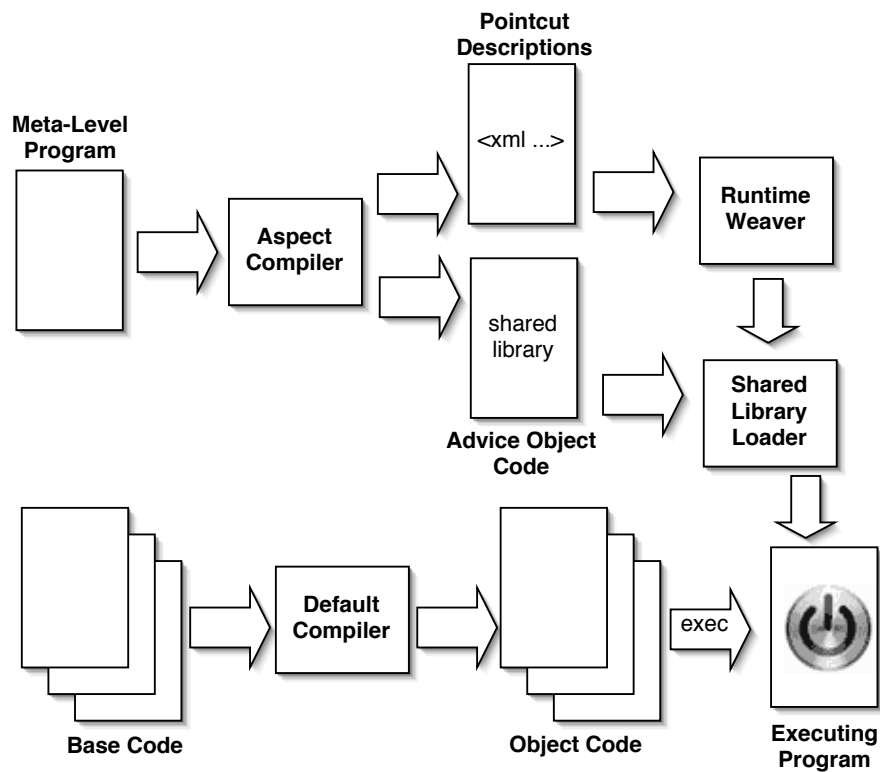 Pointcut
Descriptions
<xml ...>
Meta-Level
Program
Aspect
Compiler
Runtime
Weaver
shared
library
Advice Object
Code
Shared
Library
Loader
Default
Compiler
exec
Base Code
Object Code
Executing
Program